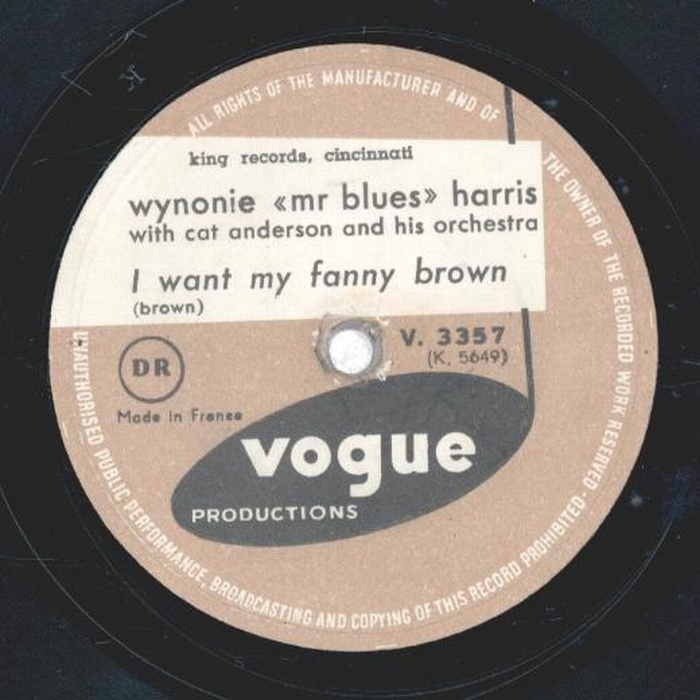 ALL RIGHTS OF THE MANUFACTURER AND OF THE OWNER OF THE RECORDED WORK RESERVED. UNAUTHORISED PUBLIC PERFORMANCE, BROADCASTING AND COPYING OF THIS RECORD PROHIBITED.
king records, cincinnati
wynonie «mr blues» harris
with cat anderson and his orchestra
I want my fanny brown
(brown)
V. 3357
(K. 5649)
DR
Made in France
vogue
PRODUCTIONS